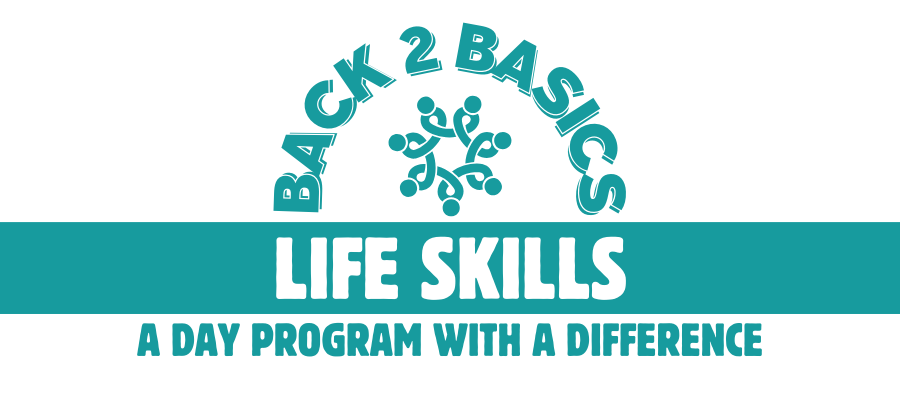 BACK 2 BASICS
LIFE SKILLS
A DAY PROGRAM WITH A DIFFERENCE